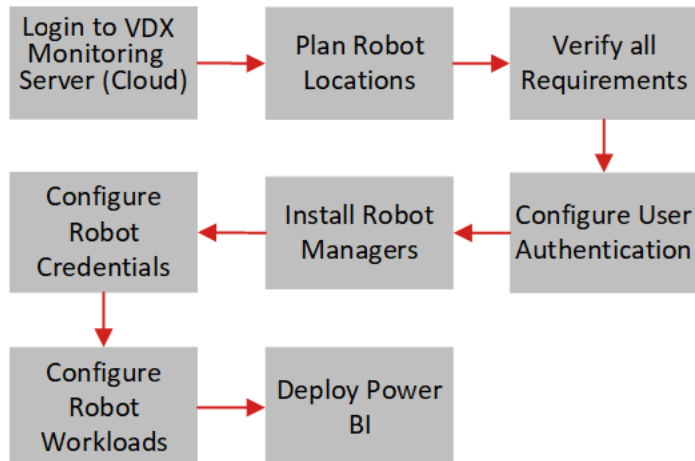 Login to VDX
Monitoring
Server (Cloud)
Plan Robot
Locations
Verify all
Requirements
Configure User
Authentication
Install Robot
Managers
Configure
Robot
Credentials
Configure
Robot
Workloads
Deploy Power
BI